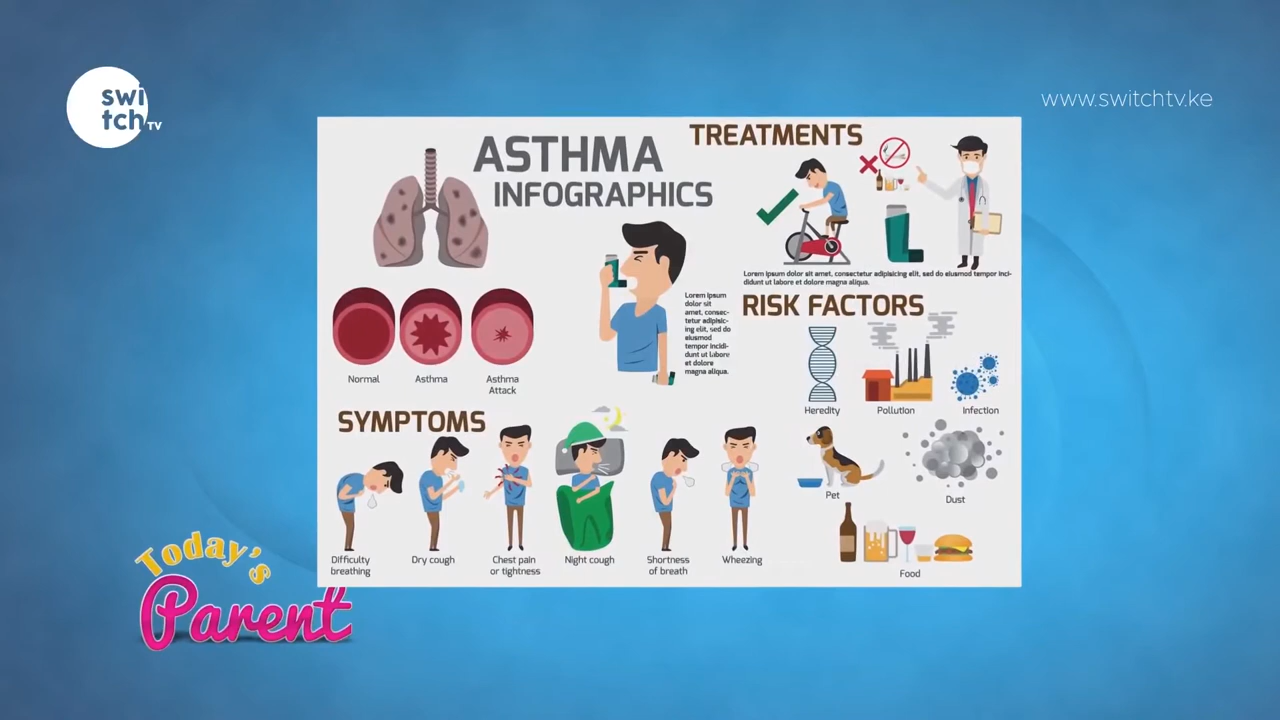 swi
tch TV
www.switchtv.ke
ASTHMA
INFOGRAPHICS
Normal
Asthma
Asthma
Attack
Lorem ipsum
dolor sit
amet, consec-
tetur adipisic-
ing elit, sed do
eiusmod
tempor incidi-
dunt ut labore
et dolore
magna aliqua.
TREATMENTS
Lorem ipsum dolor sit amet, consectetur adipisicing elit, sed do eiusmod tempor inci-
didunt ut labore et dolore magna aliqua.
RISK FACTORS
Heredity
Pollution
Infection
Pet
Dust
Food
SYMPTOMS
Difficulty
breathing
Dry cough
Chest pain
or tightness
Night cough
Shortness
of breath
Wheezing
Today's
Parent